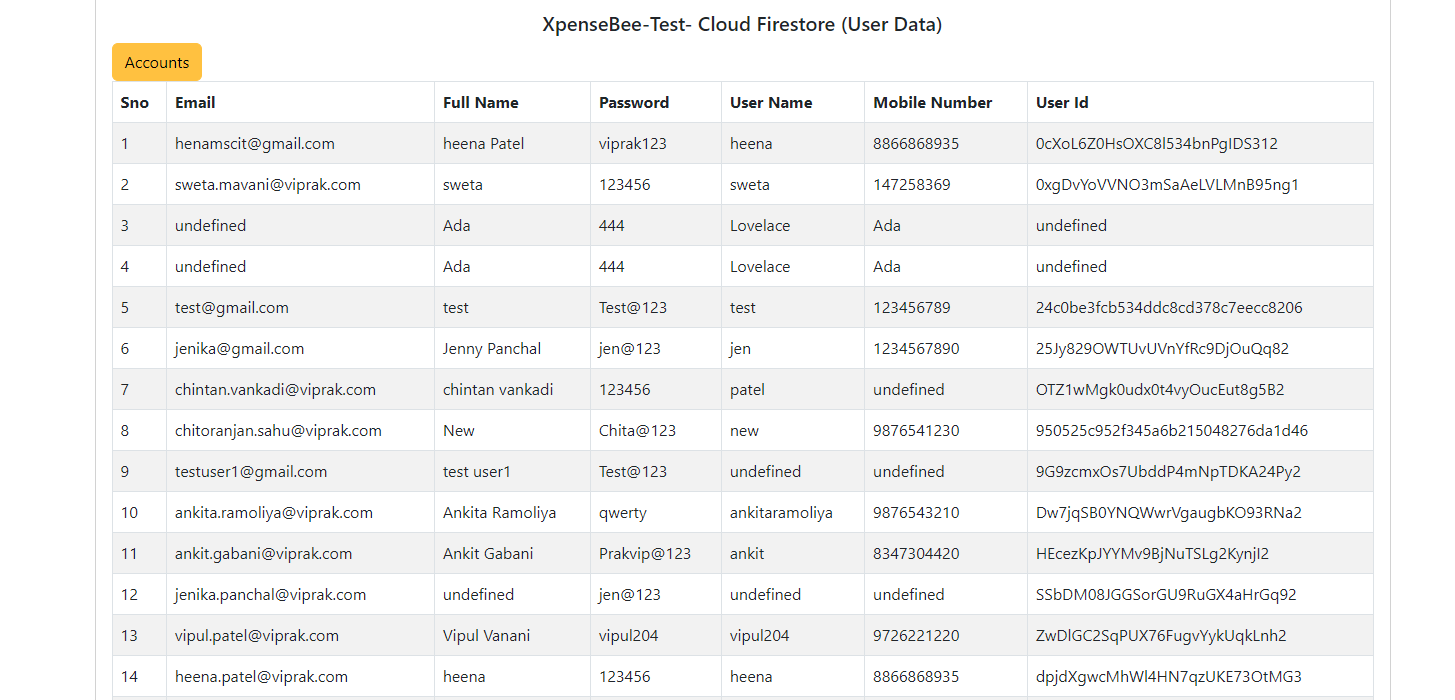 XpenseBee-Test- Cloud Firestore (User Data)
Accounts
Sno Email Full Name Password User Name Mobile Number User Id
1 henamscit@gmail.com heena Patel viprak123 heena 8866868935 0cXoL6Z0HsOXC8l534bnPgIDS312
2 sweta.mavani@viprak.com sweta 123456 sweta 147258369 0xgDvYoVVNO3mSaAeLVLMnB95ng1
3 undefined Ada 444 Lovelace Ada undefined
4 undefined Ada 444 Lovelace Ada undefined
5 test@gmail.com test Test@123 test 123456789 24c0be3fcb534ddc8cd378c7eecc8206
6 jenika@gmail.com Jenny Panchal jen@123 jen 1234567890 25Jy829OWTUvUVnYfRc9DjOuQq82
7 chintan.vankadi@viprak.com chintan vankadi 123456 patel undefined OTZ1wMgk0udx0t4vyOucEut8g5B2
8 chitoranjan.sahu@viprak.com New Chita@123 new 9876541230 950525c952f345a6b215048276da1d46
9 testuser1@gmail.com test user1 Test@123 undefined undefined 9G9zcmxOs7UbddP4mNpTDKA24Py2
10 ankita.ramoliya@viprak.com Ankita Ramoliya qwerty ankitaramoliya 9876543210 Dw7jqSB0YNQWwrVgaugbKO93RNa2
11 ankit.gabani@viprak.com Ankit Gabani Prakvip@123 ankit 8347304420 HEcezKpJYYMv9BjNuTSLg2KynjI2
12 jenika.panchal@viprak.com undefined jen@123 undefined undefined SSbDM08JGGSorGU9RuGX4aHrGq92
13 vipul.patel@viprak.com Vipul Vanani vipul204 vipul204 9726221220 ZwDlGC2SqPUX76FugvYykUqkLnh2
14 heena.patel@viprak.com heena 123456 heena 8866868935 dpjdXgwcMhWl4HN7qzUKE73OtMG3